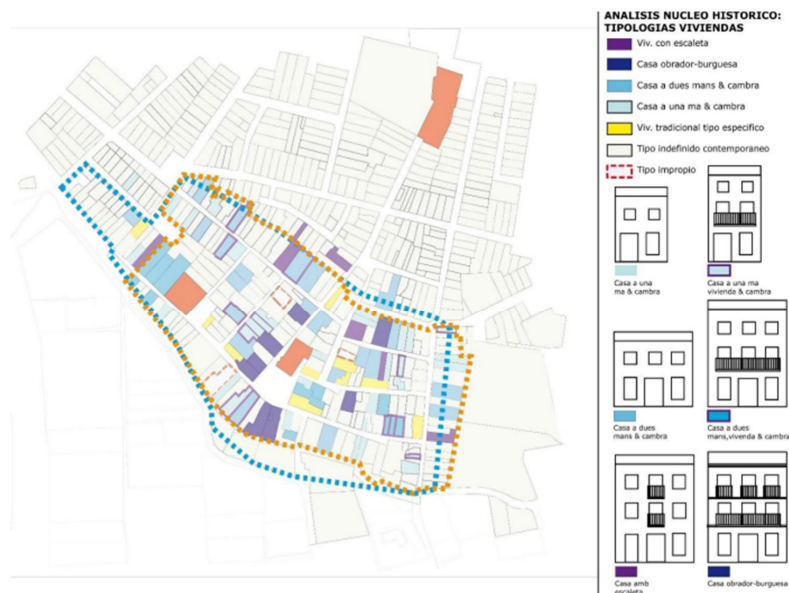 ANALISIS NUCLEO HISTORICO:
TIPOLOGIAS VIVIENDAS
Viv. con escaleta
Casa obrador-burguesa
Casa a dues mans & cambra
Casa a una ma & cambra
Viv. tradicional tipo especifico
Tipo indefinido contemporaneo
Tipo impropio
Casa a una
ma & cambra
Casa a una ma
vivienda & cambra
Casa a dues
mans & cambra
Casa a dues
mans,vivenda & cambra
Casa amb
escaleta
Casa obrador-burguesa